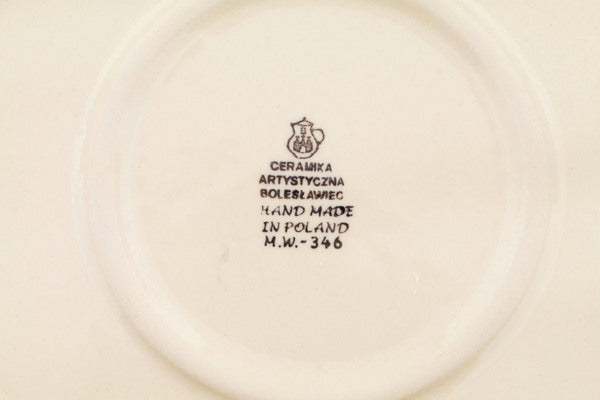 B
CERAMIKA
ARTYSTYCZNA
BOLESŁAWIEC
HAND MADE
IN POLAND
M.W.-346